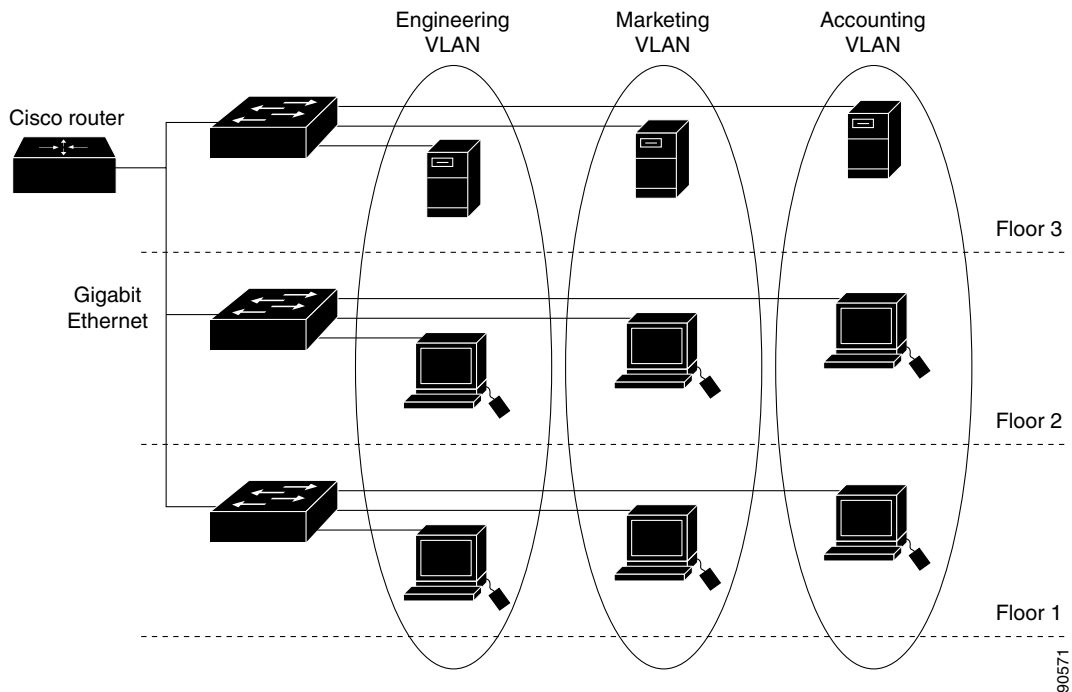 Engineering
VLAN
Marketing
VLAN
Accounting
VLAN
Cisco router
Floor 3
Gigabit
Ethernet
Floor 2
Floor 1
90571